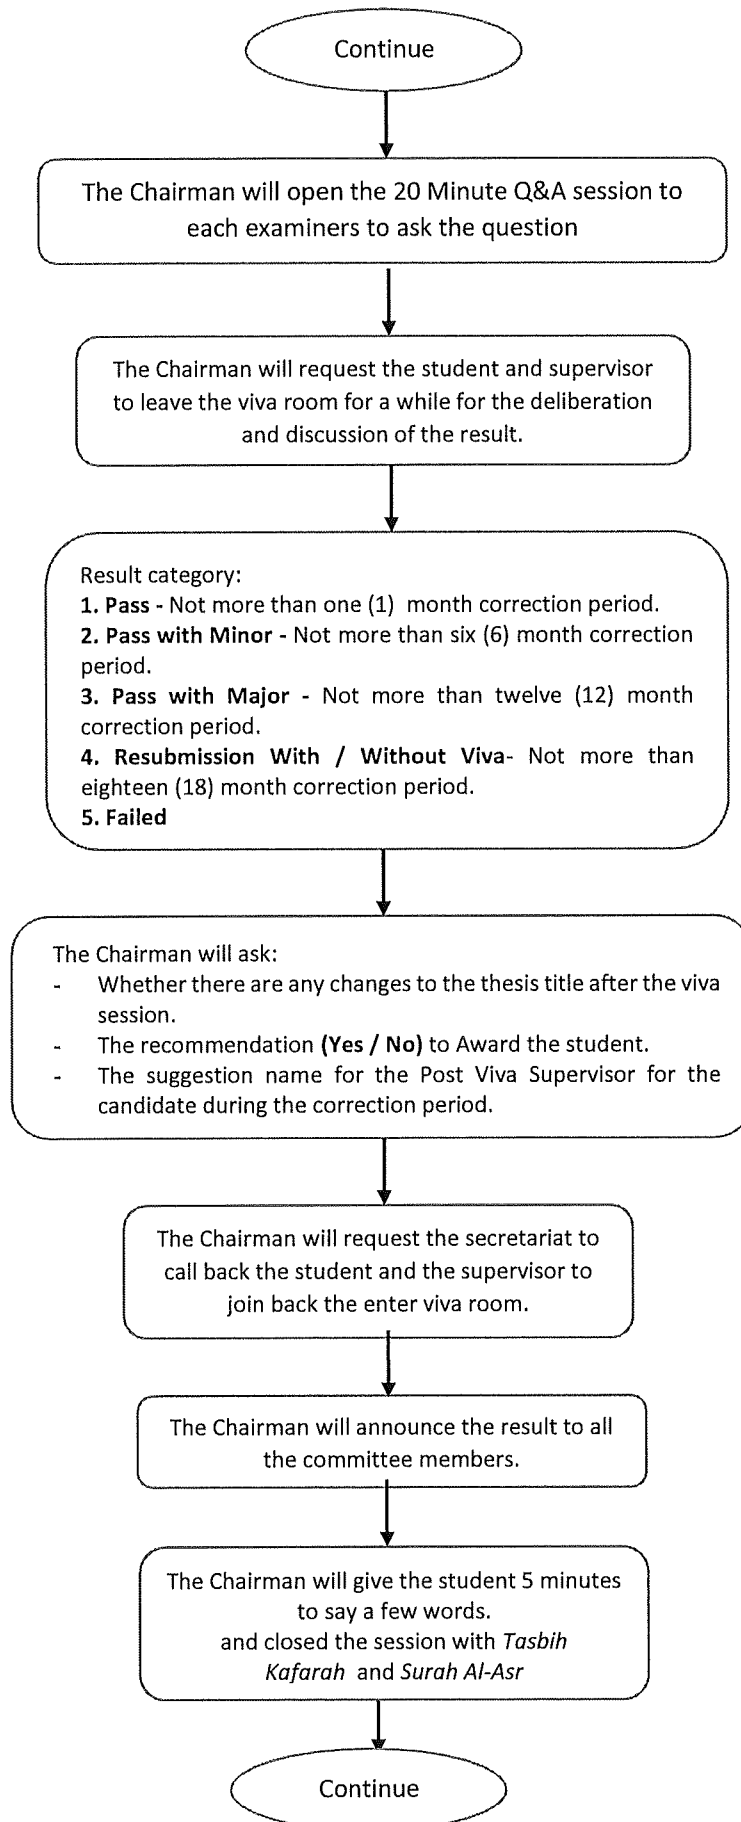 Continue
The Chairman will open the 20 Minute Q&A session to
each examiners to ask the question
The Chairman will request the student and supervisor
to leave the viva room for a while for the deliberation
and discussion of the result.
Result category:
1. Pass - Not more than one (1) month correction period.
2. Pass with Minor - Not more than six (6) month correction
period.
3. Pass with Major - Not more than twelve (12) month
correction period.
4. Resubmission With / Without Viva- Not more than
eighteen (18) month correction period.
5. Failed
The Chairman will ask:
- Whether there are any changes to the thesis title after the viva
session.
- The recommendation (Yes / No) to Award the student.
- The suggestion name for the Post Viva Supervisor for the
candidate during the correction period.
The Chairman will request the secretariat to
call back the student and the supervisor to
join back the enter viva room.
The Chairman will announce the result to all
the committee members.
The Chairman will give the student 5 minutes
to say a few words.
and closed the session with Tasbih
Kafarah and Surah Al-Asr
Continue